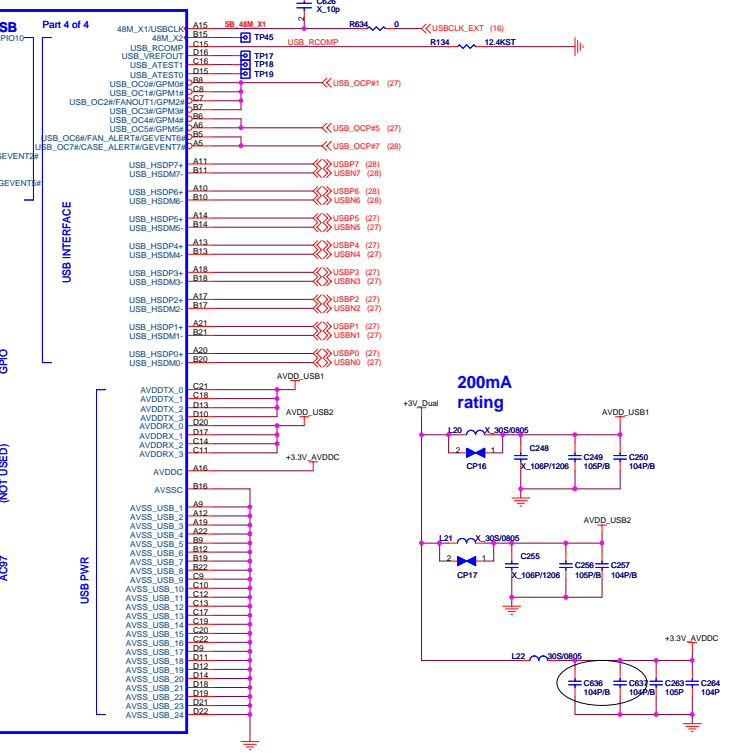 SB
Part 4 of 4
PIO10
C626
X_10p
2
48M_X1/USBCLK A15 SB_48M_X1 R634 0 USBCLK_EXT (16)
48M_X2 B15 TP45
USB_RCOMP C15 USB_RCOMP R134 12.4KST
USB_VREFOUT D16 TP17
USB_ATEST1 C16 TP18
USB_ATEST0 D15 TP19
USB_OC0#/GPM0# B8 USB_OCP#1 (27)
USB_OC1#/GPM1# C8
USB_OC2#/FANOUT1/GPM2# C7
USB_OC3#/GPM3# B7
USB_OC4#/GPM4# B6
USB_OC5#/GPM5# A6 USB_OCP#5 (27)
USB_OC6#/FAN_ALERT#/GEVENT6# B5
USB_OC7#/CASE_ALERT#/GEVENT7# A5 USB_OCP#7 (28)
GEVENT2#
GEVENT5#
USB_HSDP7+ A11 USBP7 (28)
USB_HSDM7- B11 USBN7 (28)
USB_HSDP6+ A10 USBP6 (28)
USB_HSDM6- B10 USBN6 (28)
USB_HSDP5+ A14 USBP5 (27)
USB_HSDM5- B14 USBN5 (27)
USB_HSDP4+ A13 USBP4 (27)
USB_HSDM4- B13 USBN4 (27)
USB_HSDP3+ A18 USBP3 (27)
USB_HSDM3- B18 USBN3 (27)
USB_HSDP2+ A17 USBP2 (27)
USB_HSDM2- B17 USBN2 (27)
USB_HSDP1+ A21 USBP1 (27)
USB_HSDM1- B21 USBN1 (27)
USB_HSDP0+ A20 USBP0 (27)
USB_HSDM0- B20 USBN0 (27)
USB INTERFACE
GPIO
(NOT USED)
AC97
USB PWR
AVDDTX_0 C21 AVDD_USB1
AVDDTX_1 C18
AVDDTX_2 D13
AVDDTX_3 D10
AVDDRX_0 D20 AVDD_USB2
AVDDRX_1 D17
AVDDRX_2 C14
AVDDRX_3 C11
AVDDC A16 +3.3V_AVDDC
AVSSC B16
AVSS_USB_1 A9
AVSS_USB_2 A12
AVSS_USB_3 A19
AVSS_USB_4 A22
AVSS_USB_5 B9
AVSS_USB_6 B12
AVSS_USB_7 B19
AVSS_USB_8 B22
AVSS_USB_9 C9
AVSS_USB_10 C10
AVSS_USB_11 C12
AVSS_USB_12 C13
AVSS_USB_13 C17
AVSS_USB_14 C19
AVSS_USB_15 C20
AVSS_USB_16 C22
AVSS_USB_17 D9
AVSS_USB_18 D11
AVSS_USB_19 D12
AVSS_USB_20 D14
AVSS_USB_21 D18
AVSS_USB_22 D19
AVSS_USB_23 D21
AVSS_USB_24 D22
200mA
rating
+3V_Dual
AVDD_USB1
L20 X_30S/0805
2 1
CP16
C248
X_106P/1206
C249
105P/B
C250
104P/B
AVDD_USB2
L21 X_30S/0805
2 1
CP17
C255
X_106P/1206
C256
105P/B
C257
104P/B
+3.3V_AVDDC
L22 30S/0805
C636
104P/B
C637
104P/B
C263
105P
C264
104P